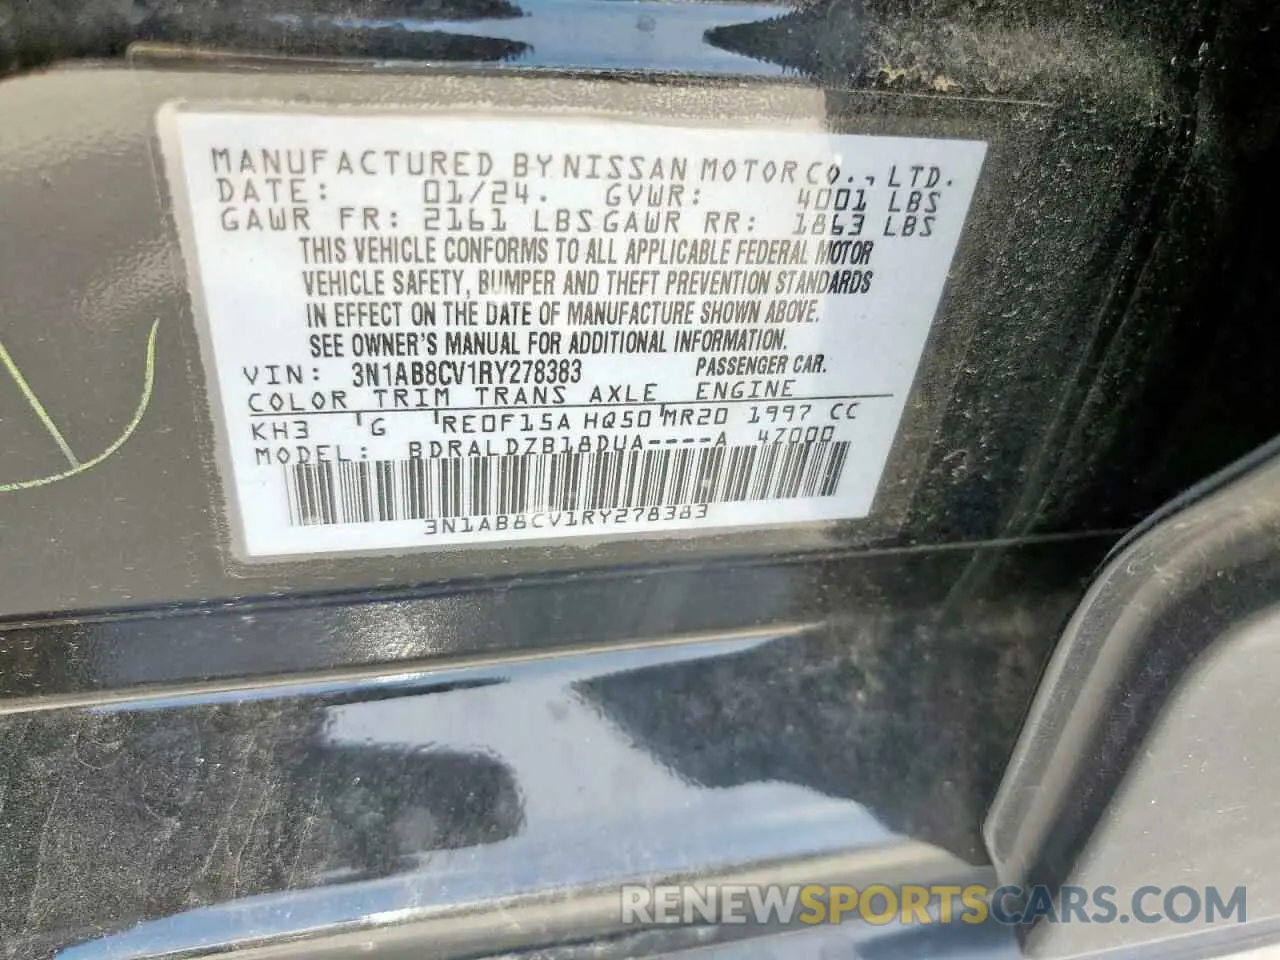 MANUFACTURED BY NISSAN MOTOR CO., LTD.
DATE: 01/24. GVWR: 4001 LBS
GAWR FR: 2161 LBS GAWR RR: 1863 LBS
THIS VEHICLE CONFORMS TO ALL APPLICABLE FEDERAL MOTOR
VEHICLE SAFETY, BUMPER AND THEFT PREVENTION STANDARDS
IN EFFECT ON THE DATE OF MANUFACTURE SHOWN ABOVE.
SEE OWNER'S MANUAL FOR ADDITIONAL INFORMATION.
VIN: 3N1AB8CV1RY278383 PASSENGER CAR.
COLOR TRIM TRANS AXLE ENGINE
KH3 G RE0F15A HQ50 MR20 1997 CC
MODEL: BDRALDZB18DUA----A 47000
3N1AB8CV1RY278383
RENEWSPORTSCARS.COM